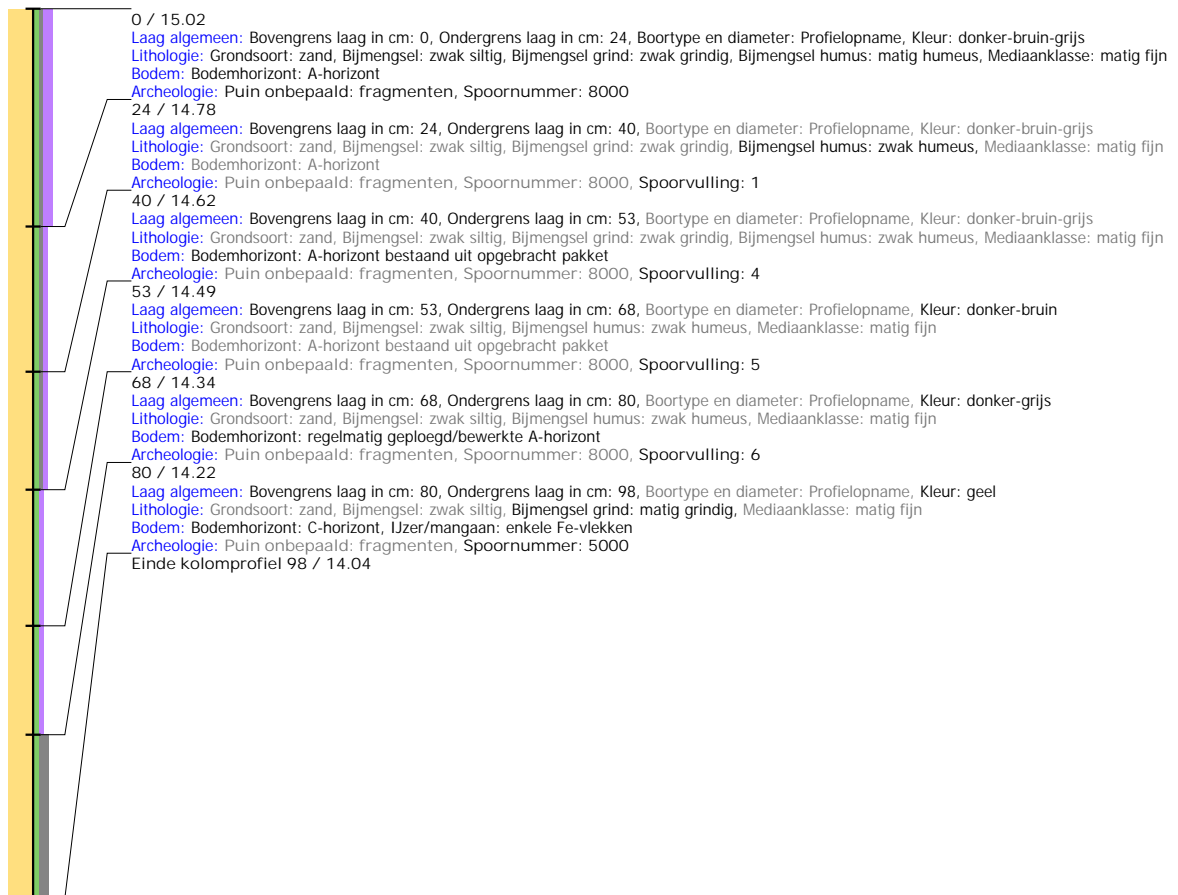 0 / 15.02
Laag algemeen: Bovengrens laag in cm: 0, Ondergrens laag in cm: 24, Boortype en diameter: Profielopname, Kleur: donker-bruin-grijs
Lithologie: Grondsoort: zand, Bijmengsel: zwak siltig, Bijmengsel grind: zwak grindig, Bijmengsel humus: matig humeus, Mediaanklasse: matig fijn
Bodem: Bodemhorizont: A-horizont
Archeologie: Puin onbepaald: fragmenten, Spoornummer: 8000
24 / 14.78
Laag algemeen: Bovengrens laag in cm: 24, Ondergrens laag in cm: 40, Boortype en diameter: Profielopname, Kleur: donker-bruin-grijs
Lithologie: Grondsoort: zand, Bijmengsel: zwak siltig, Bijmengsel grind: zwak grindig, Bijmengsel humus: zwak humeus, Mediaanklasse: matig fijn
Bodem: Bodemhorizont: A-horizont
Archeologie: Puin onbepaald: fragmenten, Spoornummer: 8000, Spoorvulling: 1
40 / 14.62
Laag algemeen: Bovengrens laag in cm: 40, Ondergrens laag in cm: 53, Boortype en diameter: Profielopname, Kleur: donker-bruin-grijs
Lithologie: Grondsoort: zand, Bijmengsel: zwak siltig, Bijmengsel grind: zwak grindig, Bijmengsel humus: zwak humeus, Mediaanklasse: matig fijn
Bodem: Bodemhorizont: A-horizont bestaand uit opgebracht pakket
Archeologie: Puin onbepaald: fragmenten, Spoornummer: 8000, Spoorvulling: 4
53 / 14.49
Laag algemeen: Bovengrens laag in cm: 53, Ondergrens laag in cm: 68, Boortype en diameter: Profielopname, Kleur: donker-bruin
Lithologie: Grondsoort: zand, Bijmengsel: zwak siltig, Bijmengsel humus: zwak humeus, Mediaanklasse: matig fijn
Bodem: Bodemhorizont: A-horizont bestaand uit opgebracht pakket
Archeologie: Puin onbepaald: fragmenten, Spoornummer: 8000, Spoorvulling: 5
68 / 14.34
Laag algemeen: Bovengrens laag in cm: 68, Ondergrens laag in cm: 80, Boortype en diameter: Profielopname, Kleur: donker-grijs
Lithologie: Grondsoort: zand, Bijmengsel: zwak siltig, Bijmengsel humus: zwak humeus, Mediaanklasse: matig fijn
Bodem: Bodemhorizont: regelmatig geploegd/bewerkte A-horizont
Archeologie: Puin onbepaald: fragmenten, Spoornummer: 8000, Spoorvulling: 6
80 / 14.22
Laag algemeen: Bovengrens laag in cm: 80, Ondergrens laag in cm: 98, Boortype en diameter: Profielopname, Kleur: geel
Lithologie: Grondsoort: zand, Bijmengsel: zwak siltig, Bijmengsel grind: matig grindig, Mediaanklasse: matig fijn
Bodem: Bodemhorizont: C-horizont, IJzer/mangaan: enkele Fe-vlekken
Archeologie: Puin onbepaald: fragmenten, Spoornummer: 5000
Einde kolomprofiel 98 / 14.04